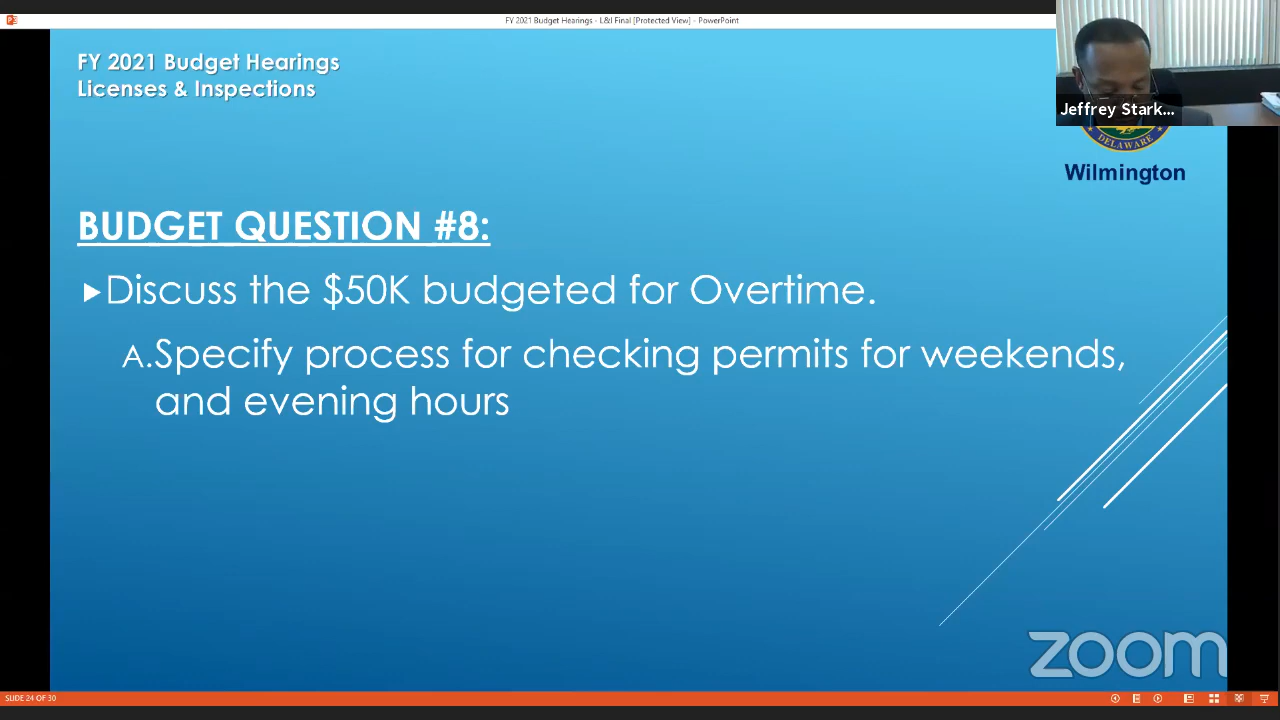 FY 2021 Budget Hearings - L&I Final [Protected View] - PowerPoint
FY 2021 Budget Hearings
Licenses & Inspections
Jeffrey Stark...
DELAWARE
Wilmington
BUDGET QUESTION #8:
Discuss the $50K budgeted for Overtime.
A.Specify process for checking permits for weekends,
and evening hours
zoom
SLIDE 24 OF 30